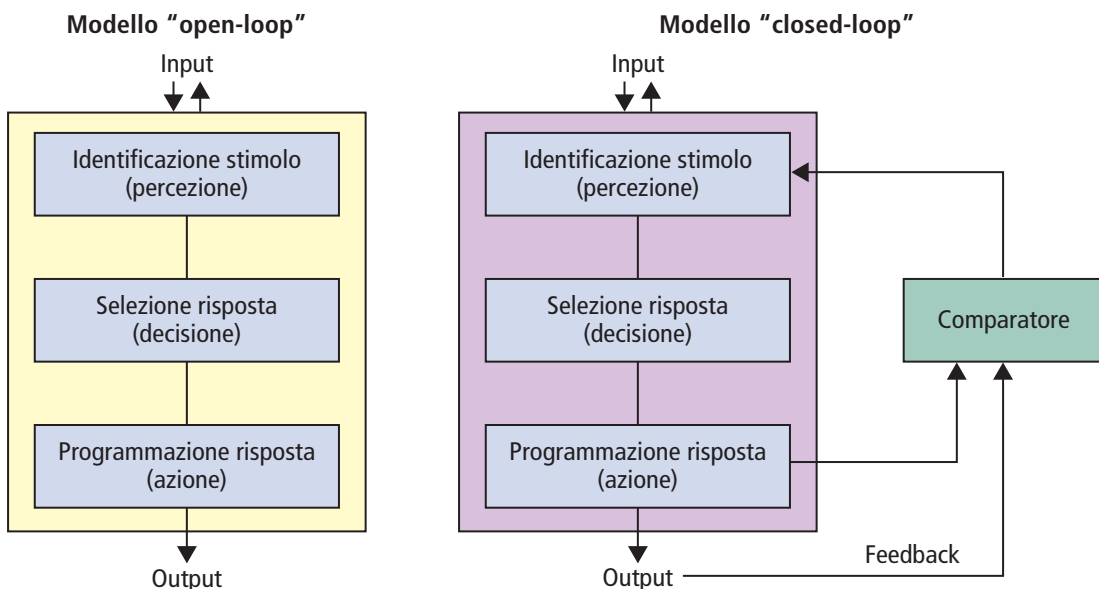 Modello “open-loop”
Input
Identificazione stimolo
(percezione)
Selezione risposta
(decisione)
Programmazione risposta
(azione)
Output
Modello “closed-loop”
Input
Identificazione stimolo
(percezione)
Selezione risposta
(decisione)
Programmazione risposta
(azione)
Output
Comparatore
Feedback